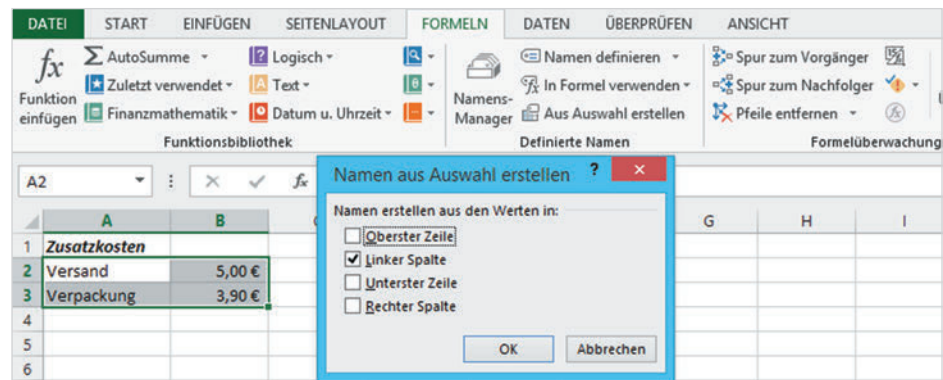 DATEI START EINFÜGEN SEITENLAYOUT FORMELN DATEN ÜBERPRÜFEN ANSICHT
fx Funktion einfügen
AutoSumme
Zuletzt verwendet
Finanzmathematik
Logisch
Text
Datum u. Uhrzeit
Funktionsbibliothek
Namens-
Manager
Namen definieren
In Formel verwenden
Aus Auswahl erstellen
Definierte Namen
Spur zum Vorgänger
Spur zum Nachfolger
Pfeile entfernen
Formelüberwachung
A2 fx
Namen aus Auswahl erstellen ?
Namen erstellen aus den Werten in:
Oberster Zeile
Linker Spalte
Unterster Zeile
Rechter Spalte
OK Abbrechen
A B G H I
1 Zusatzkosten
2 Versand 5,00 €
3 Verpackung 3,90 €
4
5
6